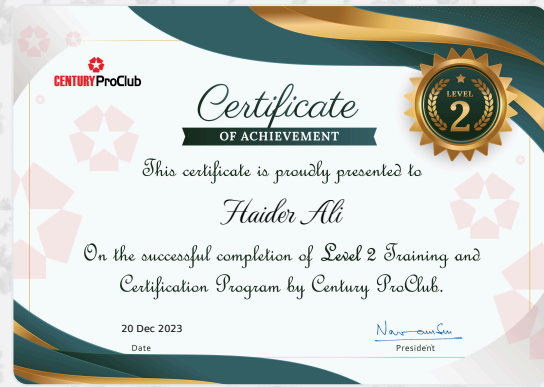 CENTURY ProClub
Certificate
OF ACHIEVEMENT
LEVEL
2
This certificate is proudly presented to
Haider Ali
On the successful completion of Level 2 Training and
Certification Program by Century ProClub.
20 Dec 2023
Date
President